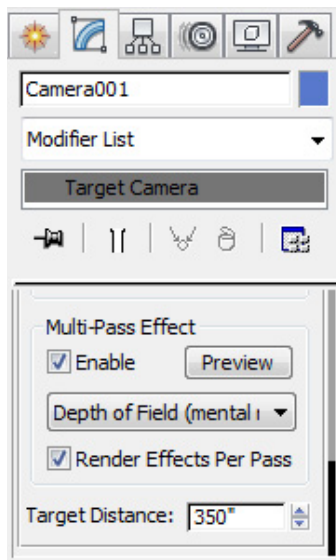 Camera001
Modifier List
Target Camera
Multi-Pass Effect
Enable Preview
Depth of Field (mental
Render Effects Per Pass
Target Distance: 350"